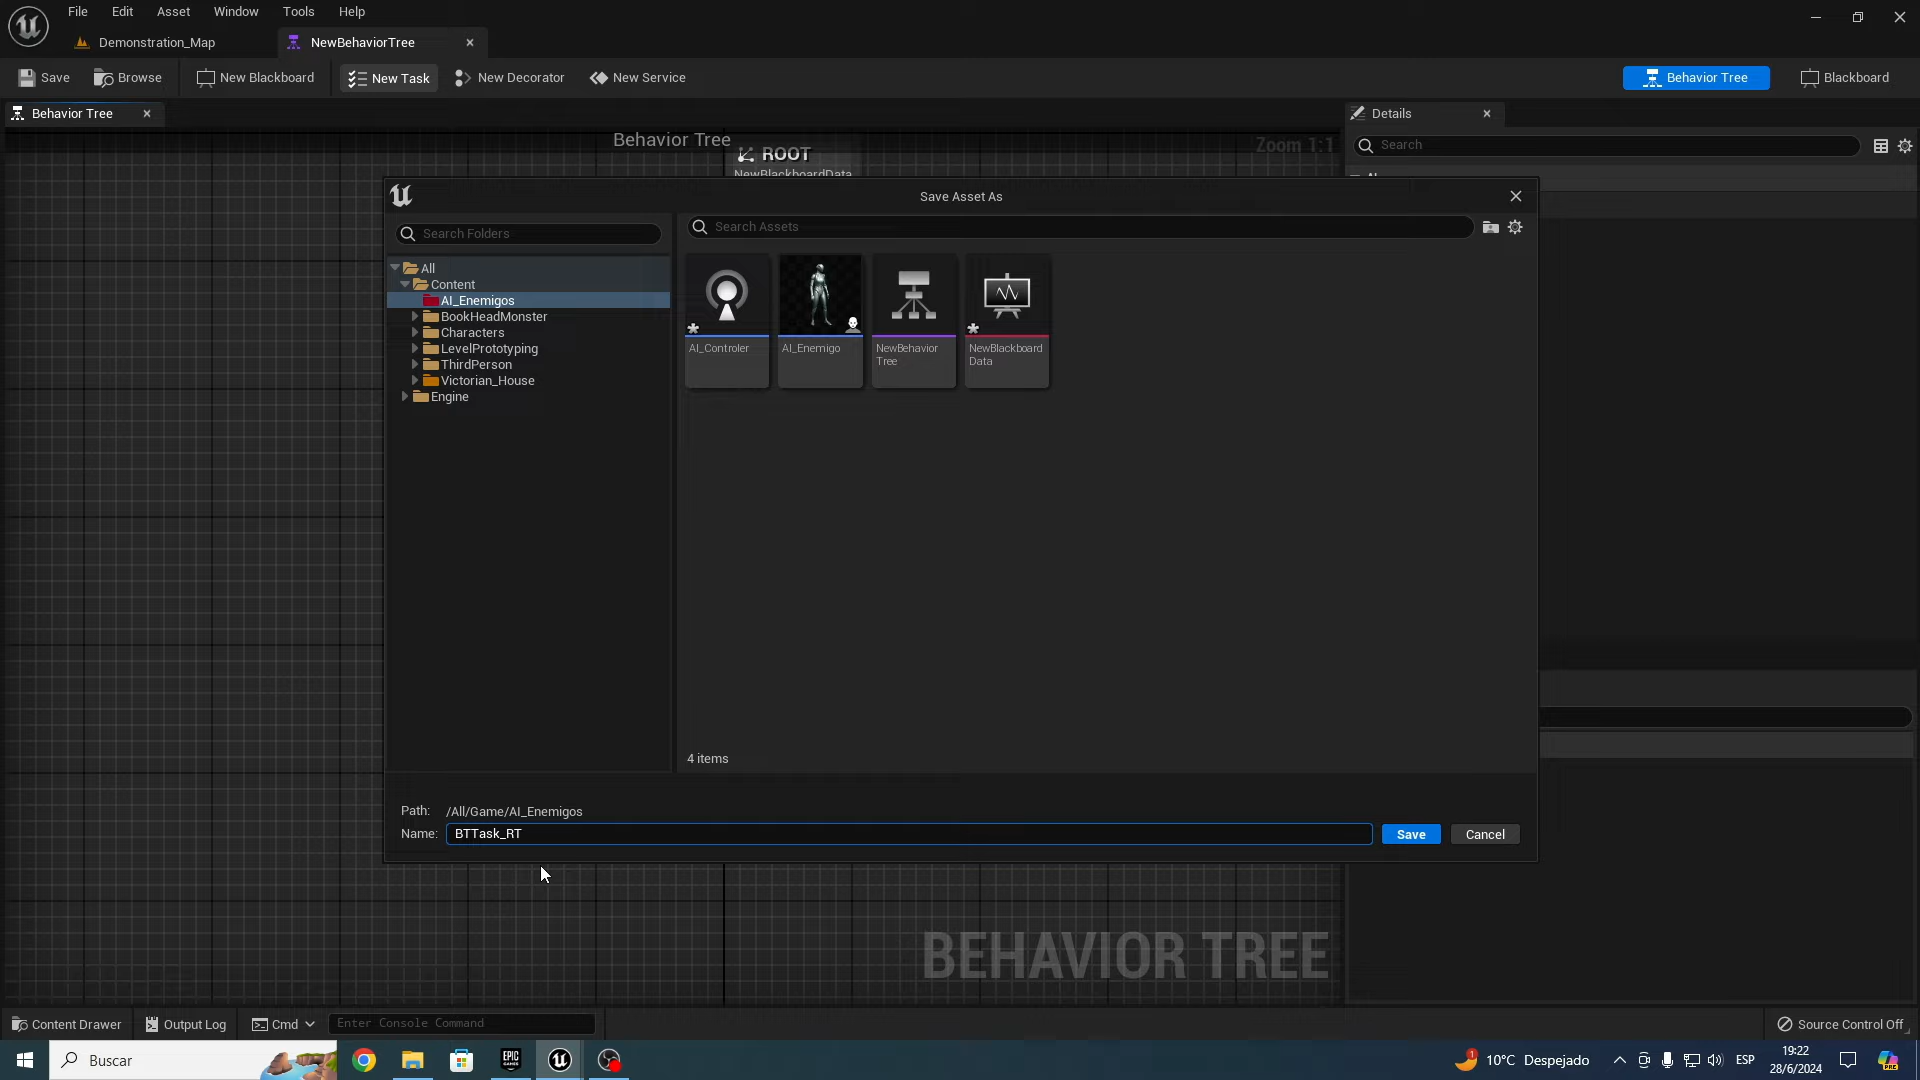 File Edit Asset Window Tools Help
Demonstration_Map NewBehaviorTree
Save Browse New Blackboard New Task New Decorator New Service Behavior Tree Blackboard
Behavior Tree Details
Behavior Tree Zoom 1:1 Search
ROOT
NewBlackboardData
Save Asset As
Search Folders Search Assets
All
Content
AI_Enemigos
BookHeadMonster
Characters
LevelPrototyping
ThirdPerson
Victorian_House
Engine
AI_Controler AI_Enemigo NewBehavior NewBlackboard
Tree Data
4 items
Path: /All/Game/AI_Enemigos
Name: BTTask_RT Save Cancel
BEHAVIOR TREE
Content Drawer Output Log Cmd Enter Console Command Source Control Off
Buscar EPIC GAMES 1 10°C Despejado ESP 19:22
28/6/2024 PRE